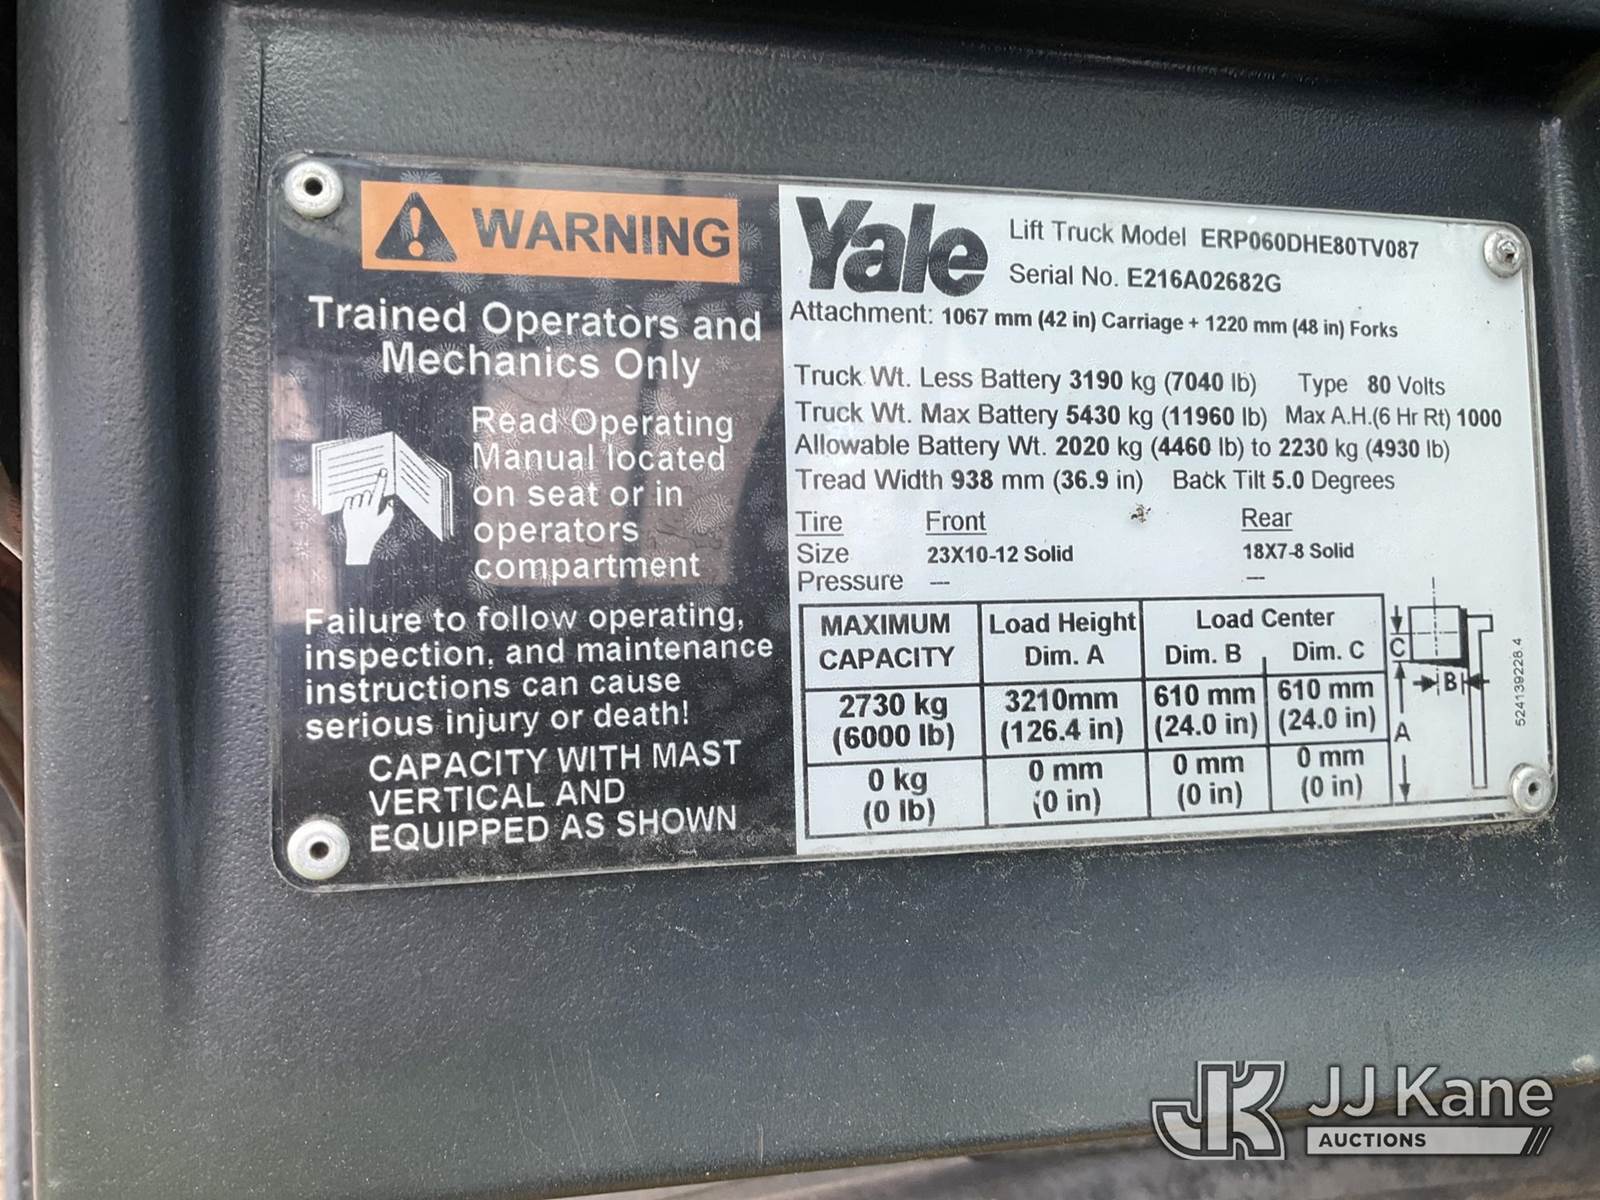 WARNING
Trained Operators and
Mechanics Only
Read Operating
Manual located
on seat or in
operators
compartment
Failure to follow operating,
inspection, and maintenance
instructions can cause
serious injury or death!
CAPACITY WITH MAST
VERTICAL AND
EQUIPPED AS SHOWN
Yale
Lift Truck Model ERP060DHE80TV087
Serial No. E216A02682G
Attachment: 1067 mm (42 in) Carriage + 1220 mm (48 in) Forks
Truck Wt. Less Battery 3190 kg (7040 lb) Type 80 Volts
Truck Wt. Max Battery 5430 kg (11960 lb) Max A.H.(6 Hr Rt) 1000
Allowable Battery Wt. 2020 kg (4460 lb) to 2230 kg (4930 lb)
Tread Width 938 mm (36.9 in) Back Tilt 5.0 Degrees
Tire Front Rear
Size 23X10-12 Solid 18X7-8 Solid
Pressure --- ---
MAXIMUM Load Height Load Center
CAPACITY Dim. A Dim. B Dim. C
2730 kg 3210mm 610 mm 610 mm
(6000 lb) (126.4 in) (24.0 in) (24.0 in)
0 kg 0 mm 0 mm 0 mm
(0 lb) (0 in) (0 in) (0 in)
C
B
A
524139228.4
JK JJ Kane
AUCTIONS